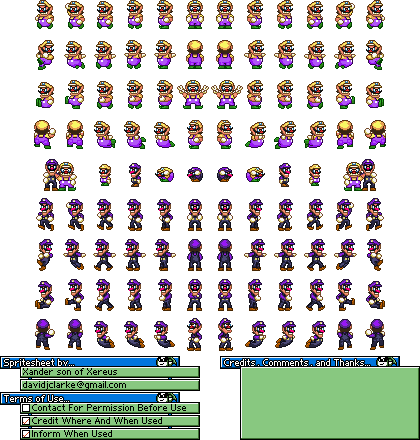 Spritesheet by...
Xander son of Xereus
davidjclarke@gmail.com
Terms of Use...
Contact For Permission Before Use
Credit Where And When Used
Inform When Used
Credits, Comments, and Thanks...